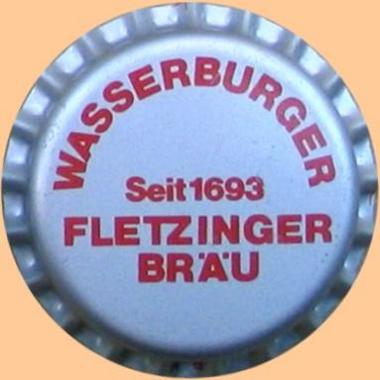 WASSERBURGER
Seit 1693
FLETZINGER
BRÄU